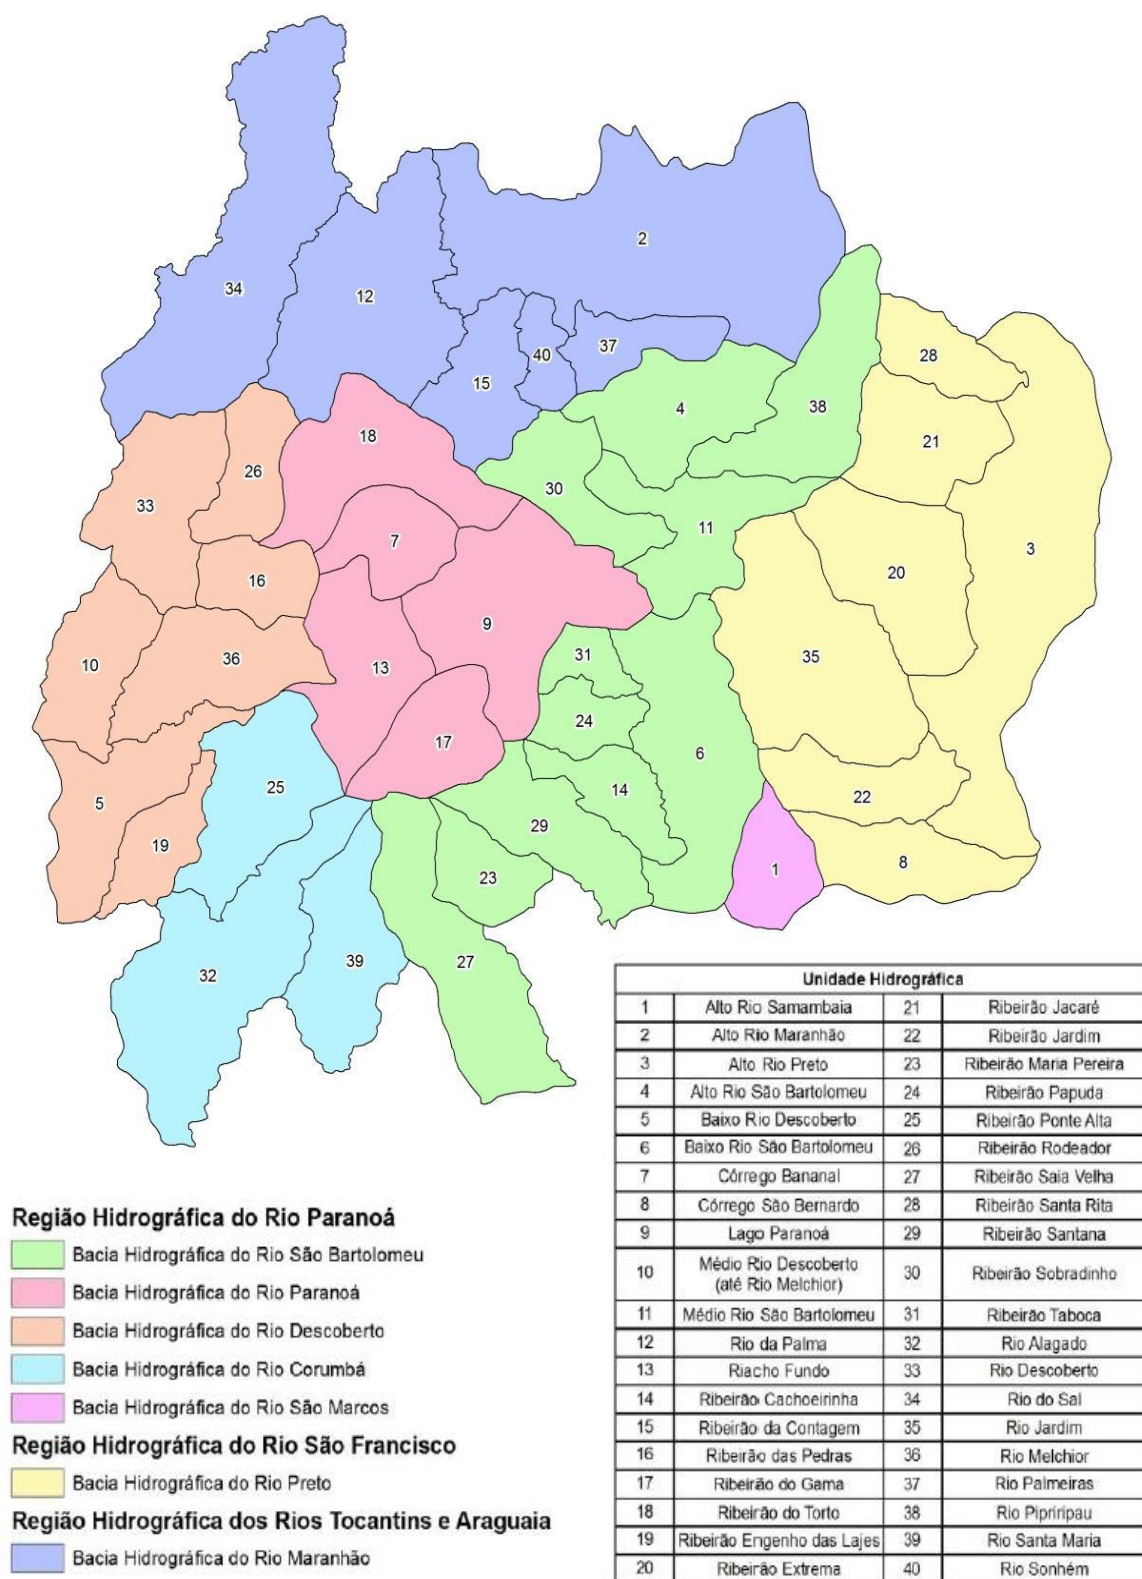 2
34
12
40
37
15
28
4
38
21
18
26
33
30
11
7
3
16
20
9
10
36
13
31
35
24
17
6
25
14
22
5
29
19
8
1
23
39
27
32
Unidade Hidrográfica
1 Alto Rio Samambaia 21 Ribeirão Jacaré
2 Alto Rio Maranhão 22 Ribeirão Jardim
3 Alto Rio Preto 23 Ribeirão Maria Pereira
4 Alto Rio São Bartolomeu 24 Ribeirão Papuda
5 Baixo Rio Descoberto 25 Ribeirão Ponte Alta
6 Baixo Rio São Bartolomeu 26 Ribeirão Rodeador
7 Córrego Bananal 27 Ribeirão Saia Velha
8 Córrego São Bernardo 28 Ribeirão Santa Rita
9 Lago Paranoá 29 Ribeirão Santana
10 Médio Rio Descoberto 30 Ribeirão Sobradinho
(até Rio Melchior)
11 Médio Rio São Bartolomeu 31 Ribeirão Taboca
12 Rio da Palma 32 Rio Alagado
13 Riacho Fundo 33 Rio Descoberto
14 Ribeirão Cachoeirinha 34 Rio do Sal
15 Ribeirão da Contagem 35 Rio Jardim
16 Ribeirão das Pedras 36 Rio Melchior
17 Ribeirão do Gama 37 Rio Palmeiras
18 Ribeirão do Torto 38 Rio Pipiripau
19 Ribeirão Engenho das Lajes 39 Rio Santa Maria
20 Ribeirão Extrema 40 Rio Sonhém
Região Hidrográfica do Rio Paranoá
Bacia Hidrográfica do Rio São Bartolomeu
Bacia Hidrográfica do Rio Paranoá
Bacia Hidrográfica do Rio Descoberto
Bacia Hidrográfica do Rio Corumbá
Bacia Hidrográfica do Rio São Marcos
Região Hidrográfica do Rio São Francisco
Bacia Hidrográfica do Rio Preto
Região Hidrográfica dos Rios Tocantins e Araguaia
Bacia Hidrográfica do Rio Maranhão